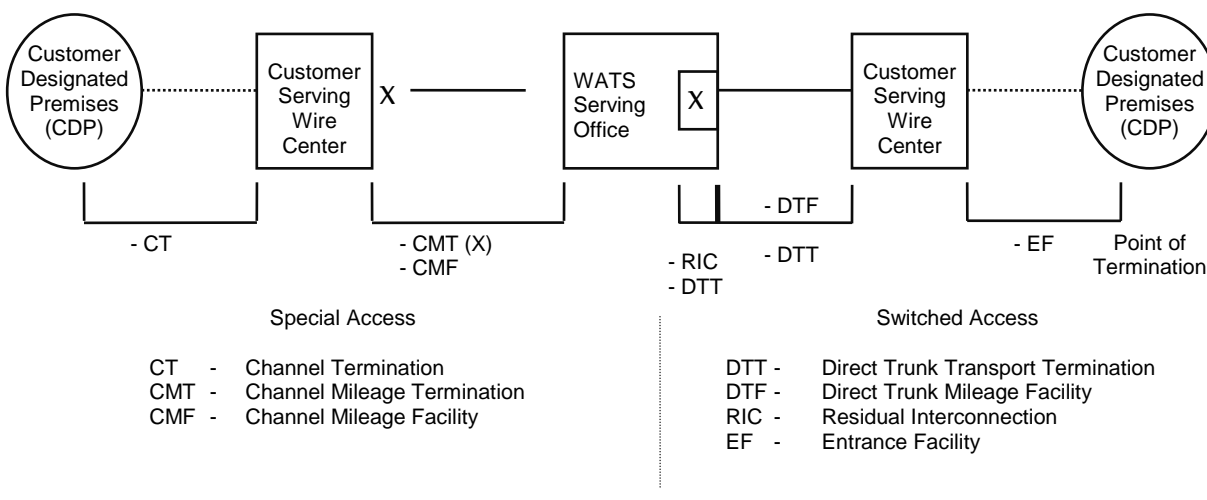 Customer
Designated
Premises
(CDP)
Customer
Serving
Wire
Center
X
WATS
Serving
Office
X
Customer
Serving
Wire
Center
Customer
Designated
Premises
(CDP)
- CT
- CMT (X)
- CMF
- RIC
- DTT
- DTF
- DTT
- EF
Point of
Termination
Special Access
CT - Channel Termination
CMT - Channel Mileage Termination
CMF - Channel Mileage Facility
Switched Access
DTT - Direct Trunk Transport Termination
DTF - Direct Trunk Mileage Facility
RIC - Residual Interconnection
EF - Entrance Facility